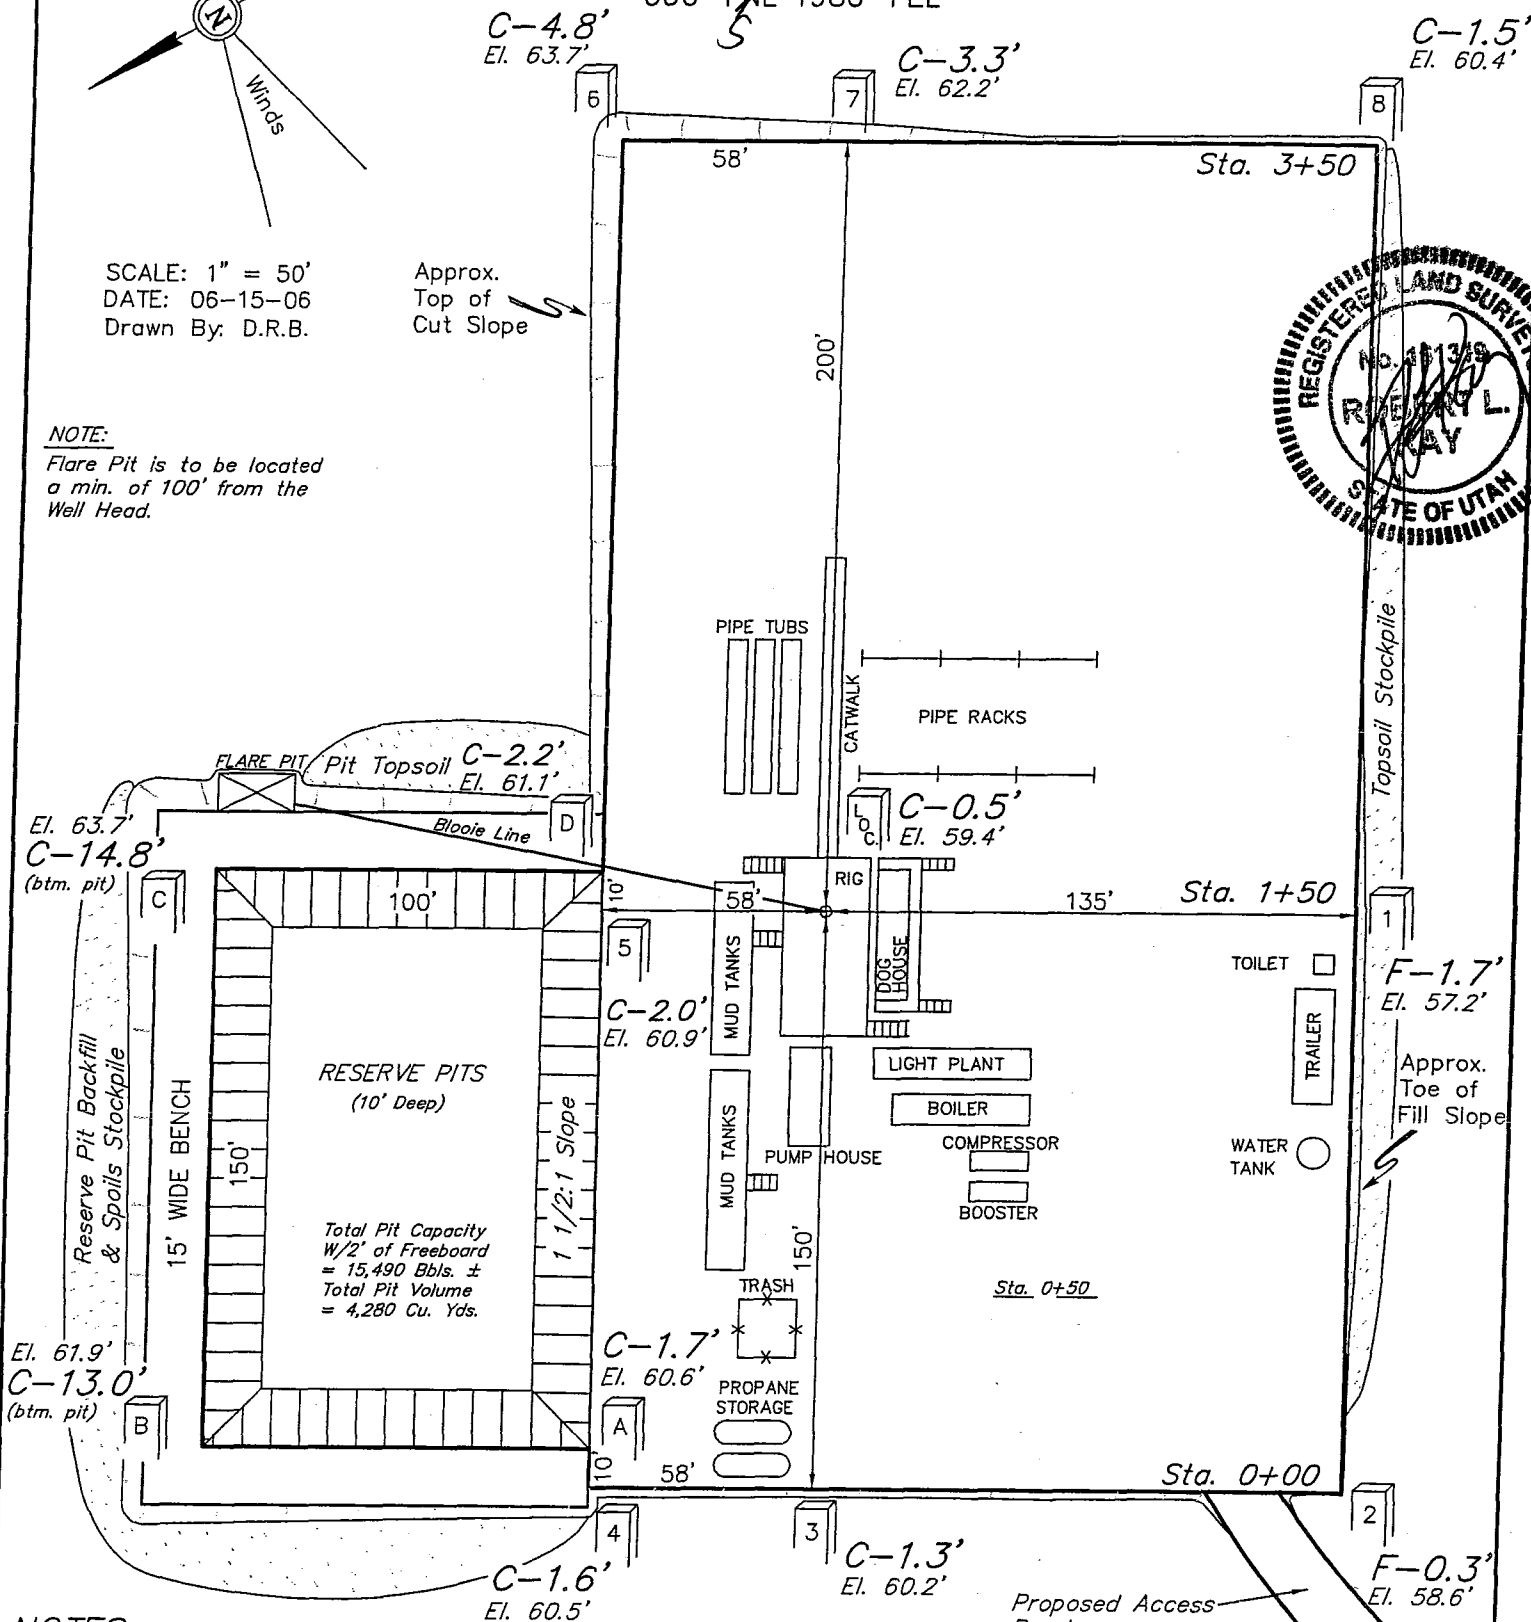 1980' FEL
S
C-4.8'
El. 63.7'
C-3.3'
El. 62.2'
C-1.5'
El. 60.4'
N
Winds
6
7
8
58'
Sta. 3+50
SCALE: 1" = 50'
DATE: 06-15-06
Drawn By: D.R.B.
Approx.
Top of
Cut Slope
200'
REGISTERED LAND
ROBERT L.
KAY
STATE OF UTAH
NOTE:
Flare Pit is to be located
a min. of 100' from the
Well Head.
PIPE TUBS
CATWALK
PIPE RACKS
Topsoil Stockpile
FLARE PIT
Pit Topsoil
C-2.2'
El. 61.1'
D
Blooie Line
LOC.
C-0.5'
El. 59.4'
El. 63.7'
C-14.8'
(btm. pit)
C
100'
10'
58'
RIG
135'
Sta. 1+50
1
5
C-2.0'
El. 60.9'
MUD TANKS
DOG
HOUSE
TOILET
F-1.7'
El. 57.2'
TRAILER
LIGHT PLANT
BOILER
COMPRESSOR
BOOSTER
PUMP HOUSE
MUD TANKS
WATER
TANK
Approx.
Toe of
Fill Slope
Reserve Pit Backfill
& Spoils Stockpile
15' WIDE BENCH
150'
RESERVE PITS
(10' Deep)
1 1/2:1 Slope
Total Pit Capacity
W/2' of Freeboard
= 15,490 Bbls. ±
Total Pit Volume
= 4,280 Cu. Yds.
150'
TRASH
Sta. 0+50
C-1.7'
El. 60.6'
El. 61.9'
C-13.0'
(btm. pit)
B
A
PROPANE
STORAGE
10'
58'
Sta. 0+00
4
3
2
C-1.6'
El. 60.5'
C-1.3'
El. 60.2'
F-0.3'
El. 58.6'
Proposed Access